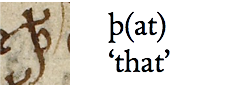 ꝥ
þ(at)
‘that’